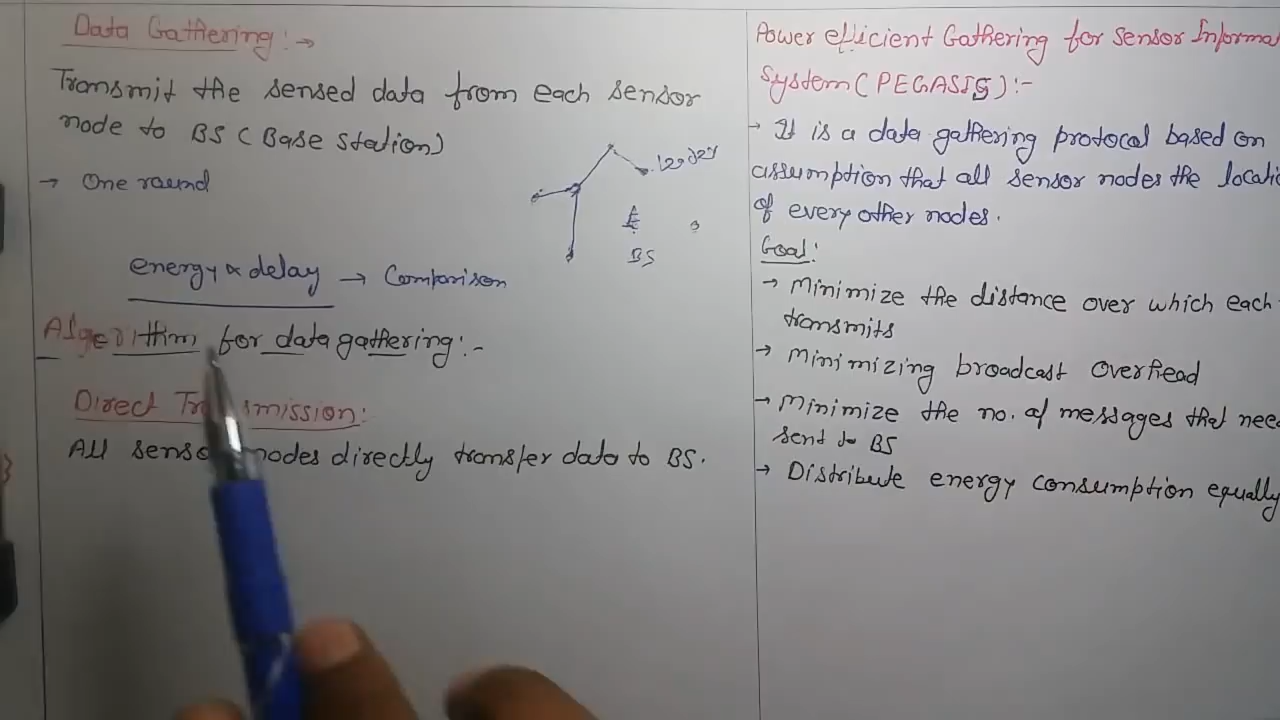 Data Gathering:→
Transmit the sensed data from each sensor
node to BS (Base station)
→ One round
BS
energy × delay → Comparison
Algorithm for data gathering:-
Direct Transmission:
All sensor nodes directly transfer data to BS.
Power efficient Gathering for Sensor Informa
System (PEGASIS):-
→ It is a data gathering protocal based on
assumption that all sensor nodes the locati
of every other nodes.
Goal:
→ Minimize the distance over which each
transmits
→ Minimizing broadcast overhead
→ Minimize the no. of messages that nee
sent to BS
→ Distribute energy consumption equally